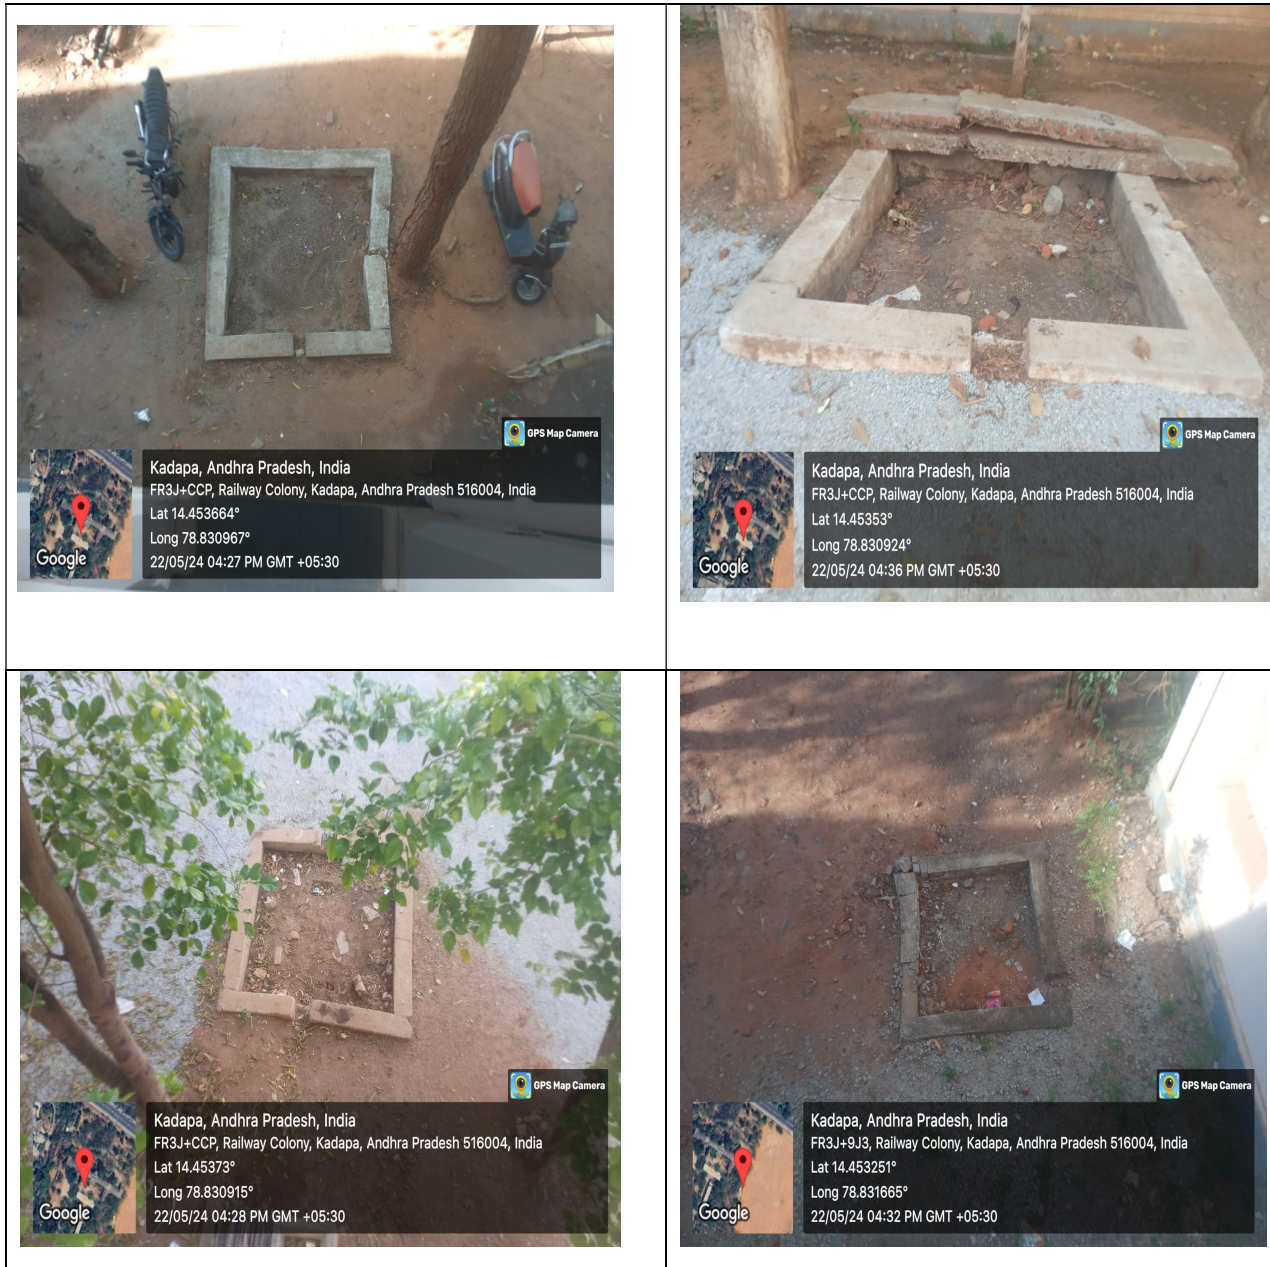 GPS Map Camera
Kadapa, Andhra Pradesh, India
FR3J+CCP, Railway Colony, Kadapa, Andhra Pradesh 516004, India
Lat 14.453664°
Long 78.830967°
22/05/24 04:27 PM GMT +05:30
Google
GPS Map Camera
Kadapa, Andhra Pradesh, India
FR3J+CCP, Railway Colony, Kadapa, Andhra Pradesh 516004, India
Lat 14.45353°
Long 78.830924°
22/05/24 04:36 PM GMT +05:30
Google
GPS Map Camera
Kadapa, Andhra Pradesh, India
FR3J+CCP, Railway Colony, Kadapa, Andhra Pradesh 516004, India
Lat 14.45373°
Long 78.830915°
22/05/24 04:28 PM GMT +05:30
Google
GPS Map Camera
Kadapa, Andhra Pradesh, India
FR3J+9J3, Railway Colony, Kadapa, Andhra Pradesh 516004, India
Lat 14.453251°
Long 78.831665°
22/05/24 04:32 PM GMT +05:30
Google